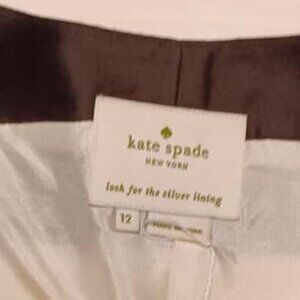 kate spade
NEW YORK
look for the silver lining
12